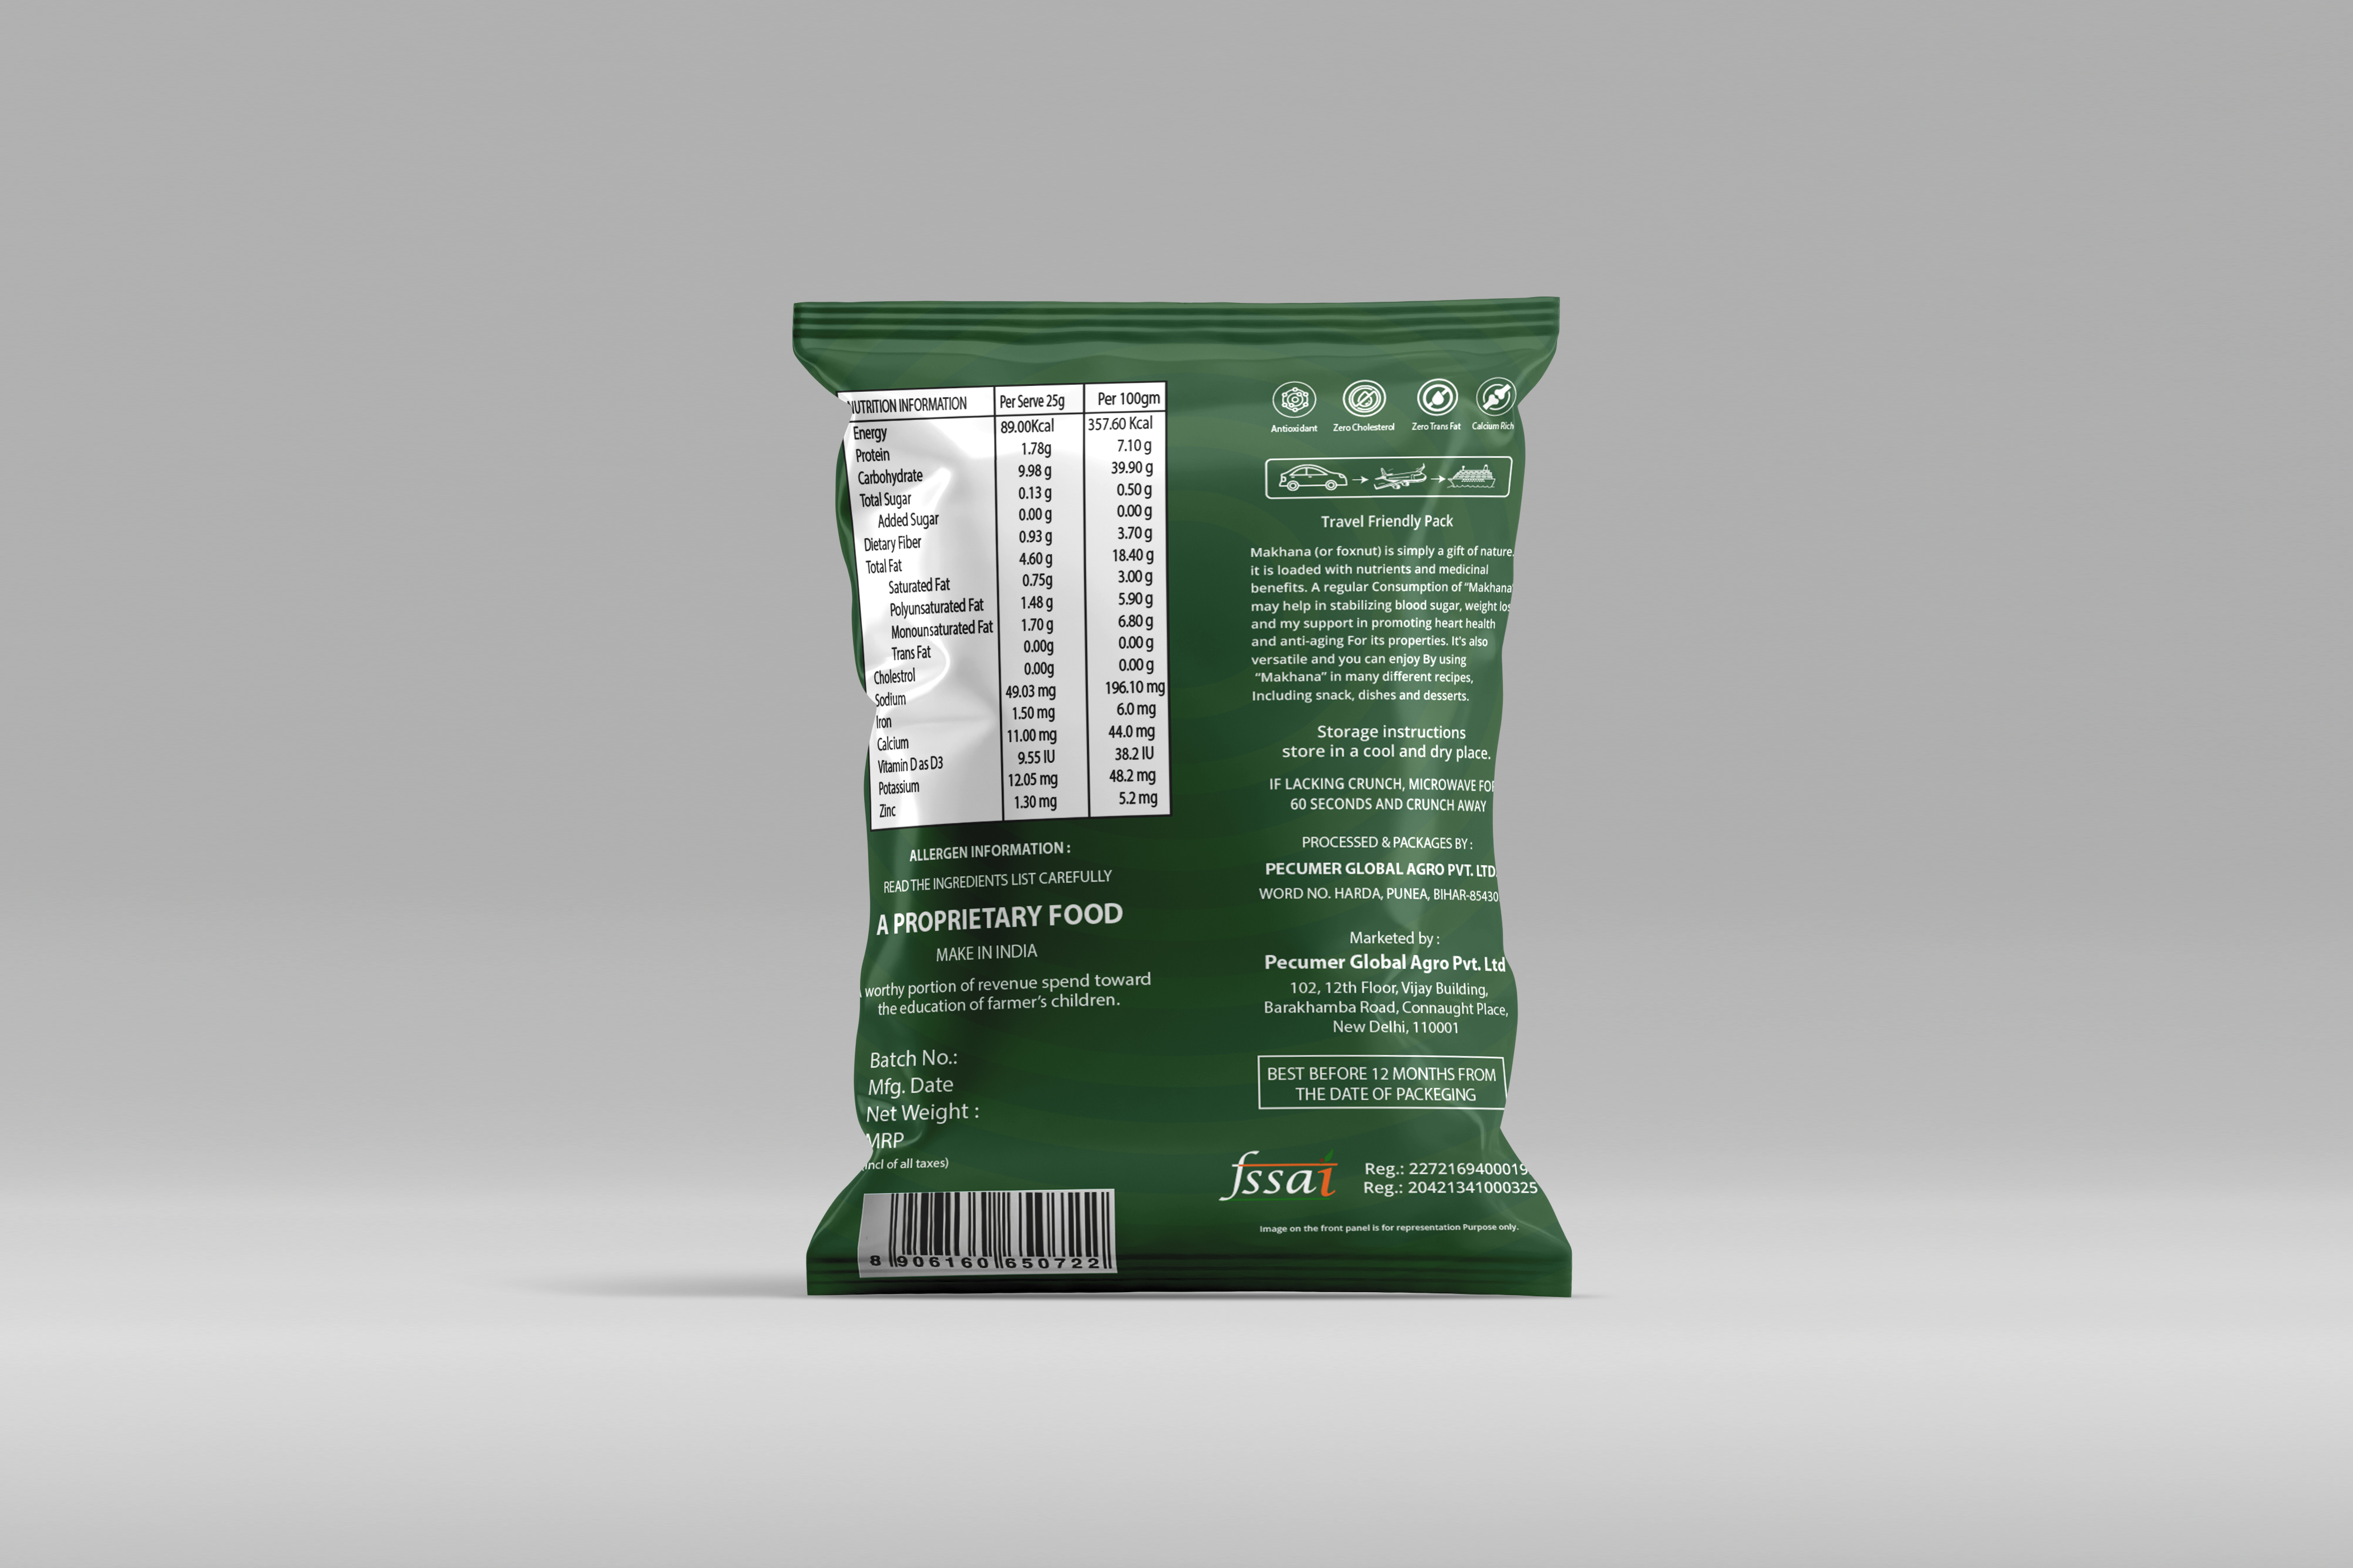 NUTRITION INFORMATION Per Serve 25g Per 100gm
Energy 89.00Kcal 357.60 Kcal
Protein 1.78g 7.10 g
Carbohydrate 9.98 g 39.90 g
Total Sugar 0.13 g 0.50 g
Added Sugar 0.00 g 0.00 g
Dietary Fiber 0.93 g 3.70 g
Total Fat 4.60 g 18.40 g
Saturated Fat 0.75g 3.00 g
Polyunsaturated Fat 1.48 g 5.90 g
Monounsaturated Fat 1.70 g 6.80 g
Trans Fat 0.00g 0.00 g
Cholestrol 0.00g 0.00 g
Sodium 49.03 mg 196.10 mg
Iron 1.50 mg 6.0 mg
Calcium 11.00 mg 44.0 mg
Vitamin D as D3 9.55 IU 38.2 IU
Potassium 12.05 mg 48.2 mg
Zinc 1.30 mg 5.2 mg
ALLERGEN INFORMATION :
READ THE INGREDIENTS LIST CAREFULLY
A PROPRIETARY FOOD
MAKE IN INDIA
A worthy portion of revenue spend toward
the education of farmer's children.
Batch No.:
Mfg. Date
Net Weight :
MRP
(incl of all taxes)
8 906160 650722
Antioxidant Zero Cholesterol Zero Trans Fat Calcium Rich
Travel Friendly Pack
Makhana (or foxnut) is simply a gift of nature.
it is loaded with nutrients and medicinal
benefits. A regular Consumption of "Makhana"
may help in stabilizing blood sugar, weight los
and my support in promoting heart health
and anti-aging For its properties. It's also
versatile and you can enjoy By using
"Makhana" in many different recipes,
Including snack, dishes and desserts.
Storage instructions
store in a cool and dry place.
IF LACKING CRUNCH, MICROWAVE FOR
60 SECONDS AND CRUNCH AWAY
PROCESSED & PACKAGES BY :
PECUMER GLOBAL AGRO PVT. LTD
WORD NO. HARDA, PUNEA, BIHAR-85430
Marketed by :
Pecumer Global Agro Pvt. Ltd
102, 12th Floor, Vijay Building,
Barakhamba Road, Connaught Place,
New Delhi, 110001
BEST BEFORE 12 MONTHS FROM
THE DATE OF PACKEGING
fssai
Reg.: 2272169400019
Reg.: 20421341000325
Image on the front panel is for representation Purpose only.